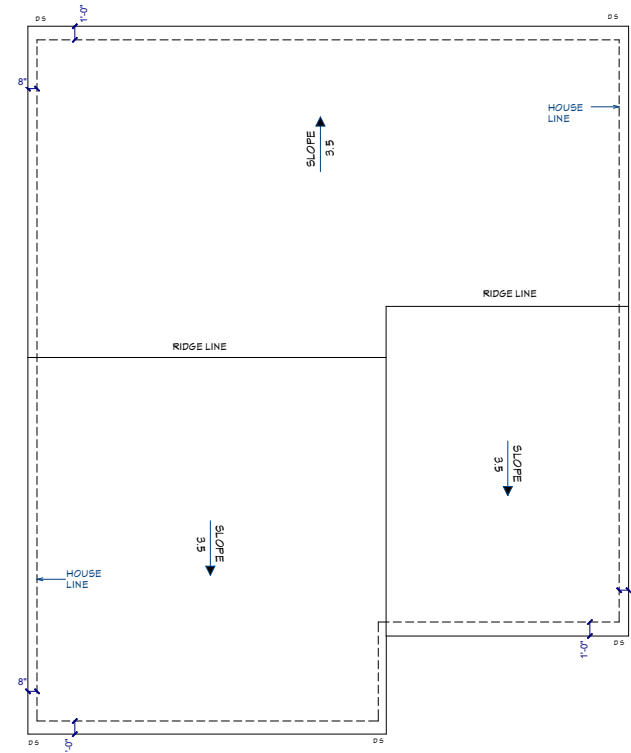 DS
1'-0"
DS
8"
HOUSE
LINE
SLOPE
3.5
RIDGE LINE
RIDGE LINE
SLOPE
3.5
SLOPE
3.5
HOUSE
LINE
1'-0"
DS
8"
DS
DS